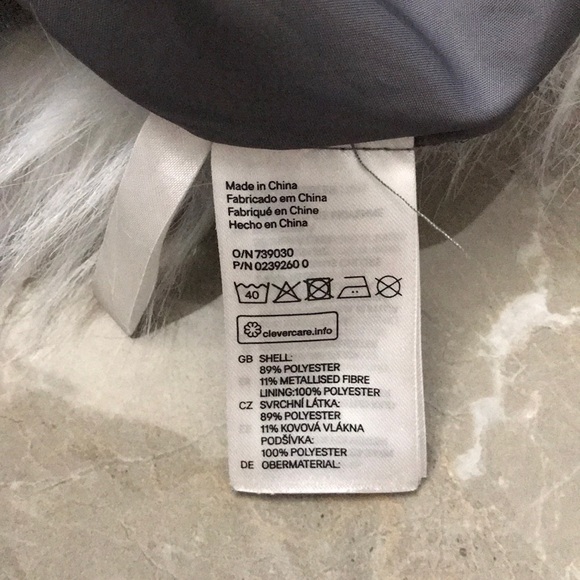 Made in China
Fabricado em China
Fabriqué en Chine
Hecho en China
O/N 739030
P/N 0239260 0
40
clevercare.info
GB SHELL:
89% POLYESTER
11% METALLISED FIBRE
LINING:100% POLYESTER
CZ SVRCHNÍ LÁTKA:
89% POLYESTER
11% KOVOVÁ VLÁKNA
PODŠÍVKA:
100% POLYESTER
DE OBERMATERIAL: